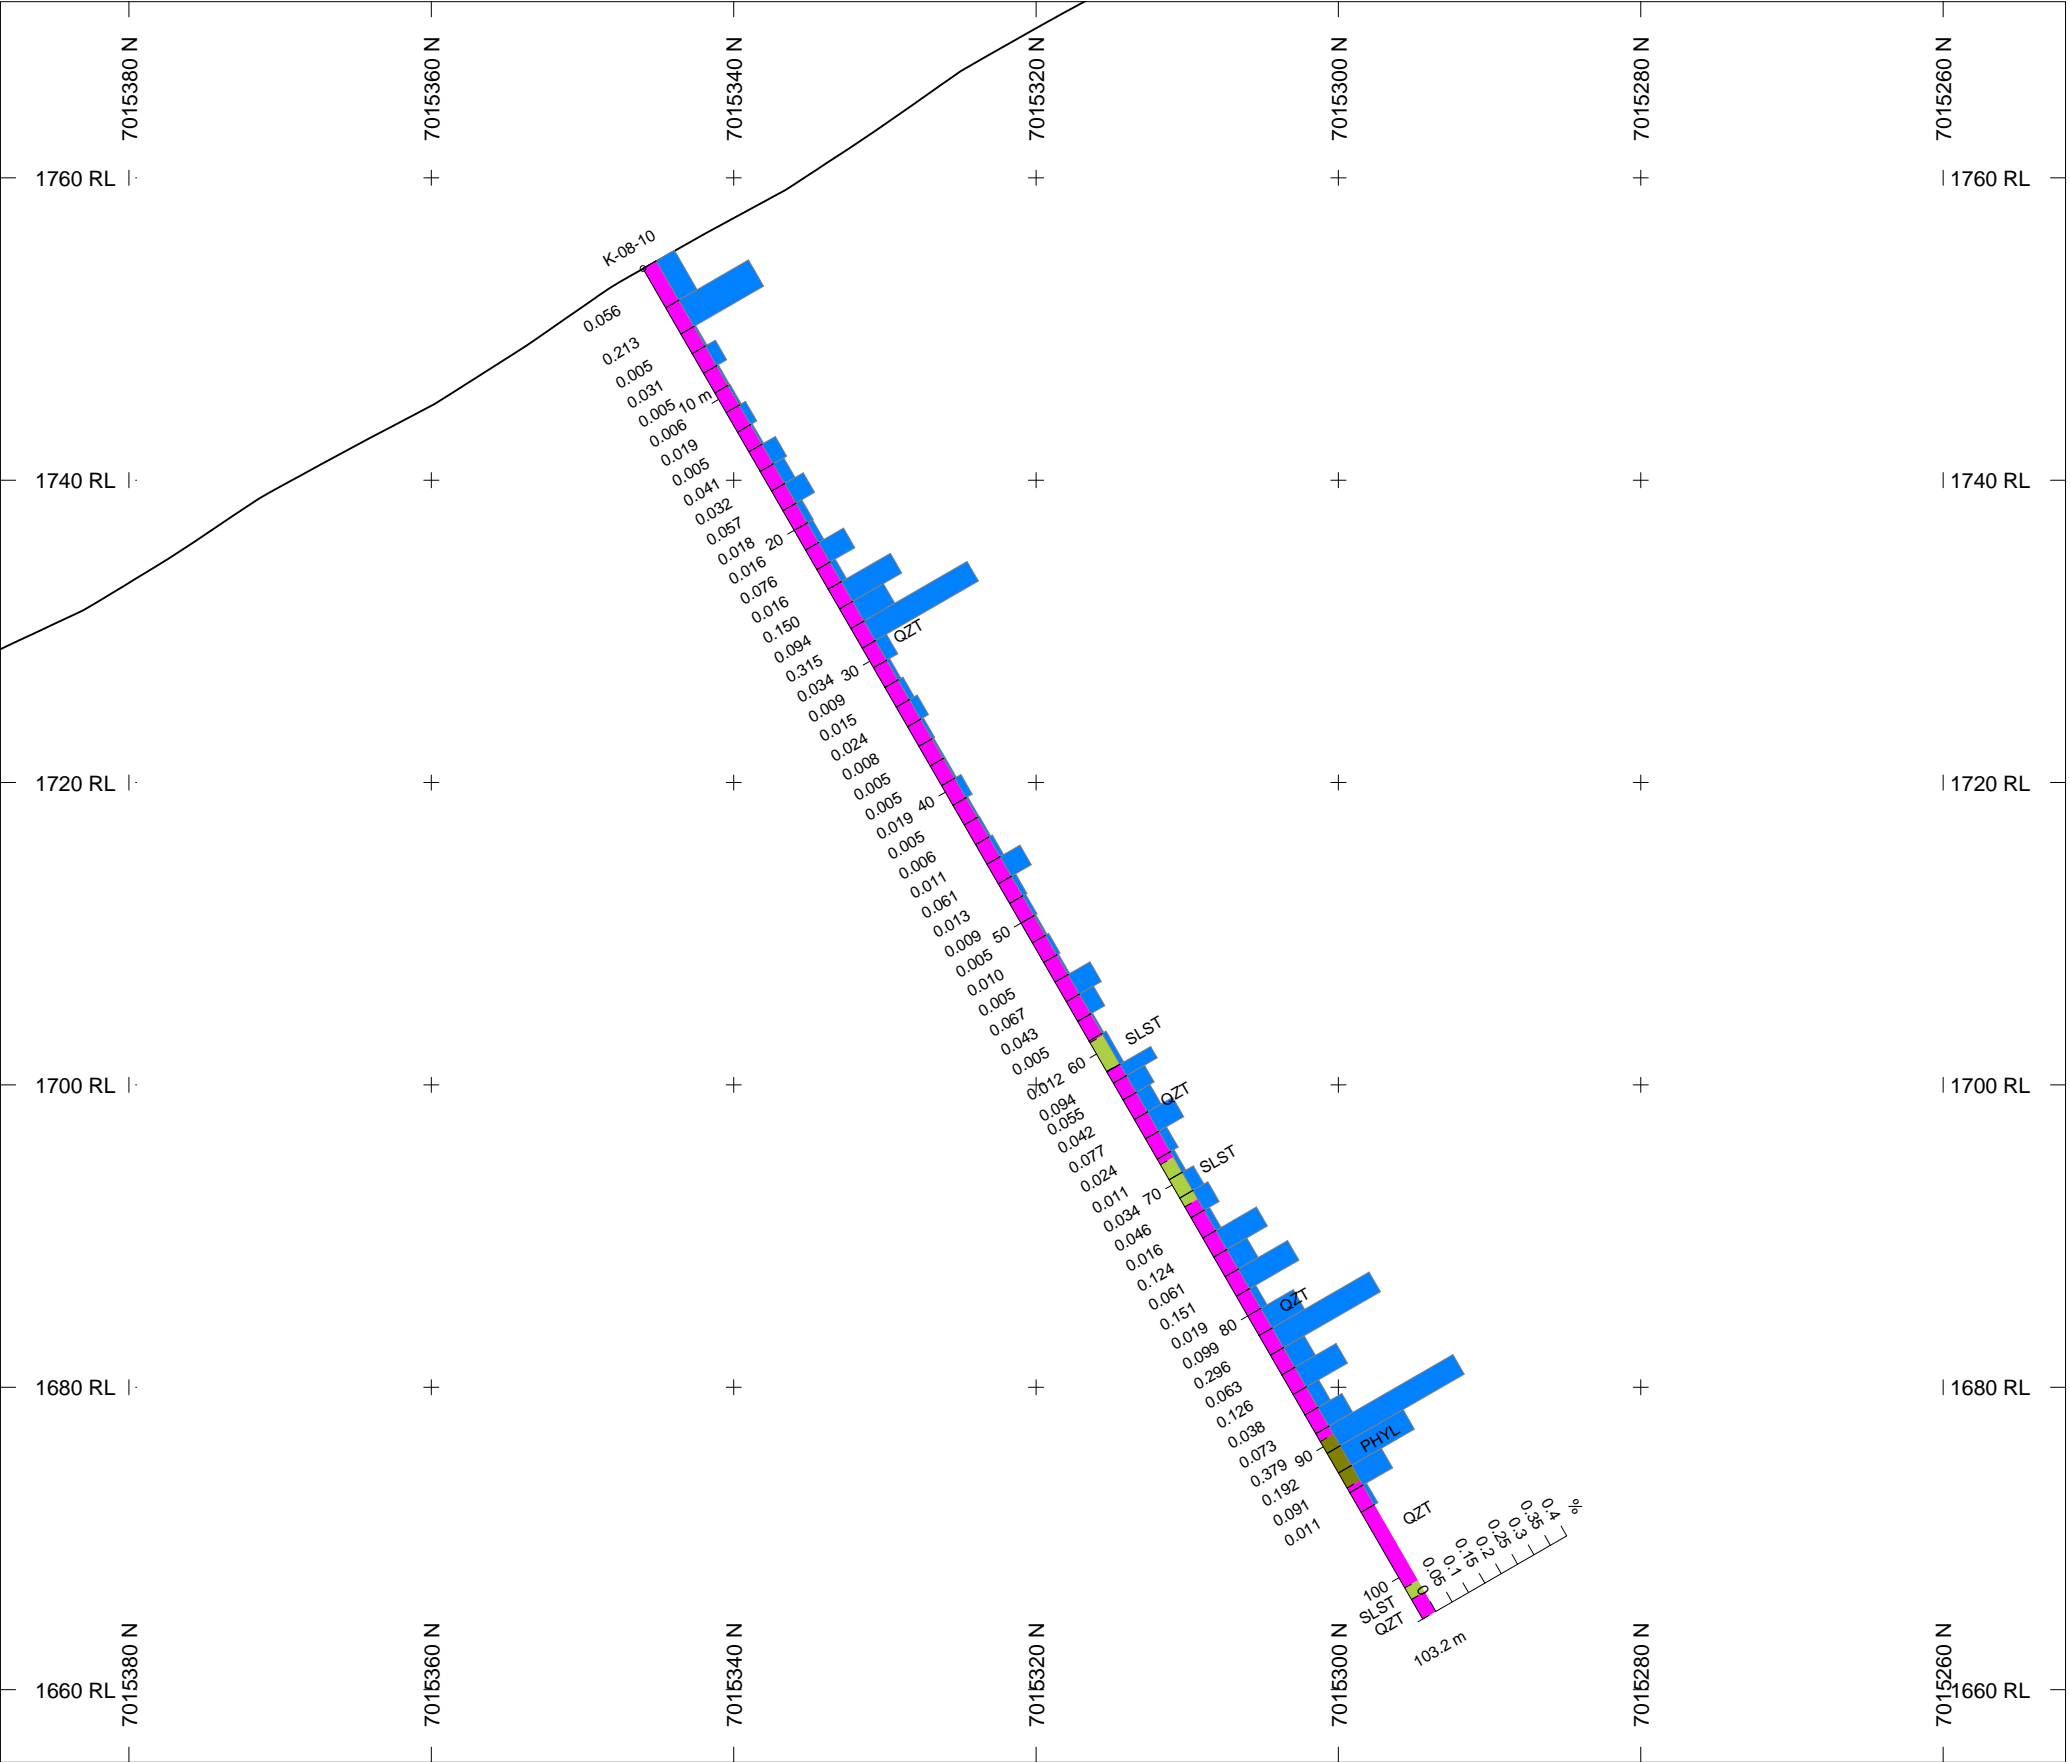 7015380 N
7015360 N
7015340 N
7015320 N
7015300 N
7015280 N
7015260 N
1760 RL
1760 RL
K-08-10
0
0.056
0.213
0.005
0.031
0.005
10 m
0.006
0.019
0.005
1740 RL
1740 RL
0.041
0.032
0.057
0.018
20
0.016
0.076
0.016
0.150
0.094
QZT
0.315
0.034
30
0.009
0.015
0.024
0.008
1720 RL
1720 RL
0.005
0.005
40
0.019
0.005
0.006
0.011
0.061
0.013
0.009
50
0.005
0.010
0.005
0.067
0.043
SLST
0.005
60
0.012
1700 RL
1700 RL
0.094
QZT
0.055
0.042
0.077
SLST
0.024
0.011
70
0.034
0.046
0.016
0.124
0.061
QZT
0.151
0.019
80
0.099
0.296
1680 RL
1680 RL
0.063
0.126
0.038
PHYL
0.073
0.379
90
0.192
0.091
QZT
0.011
0
0.05
0.1
0.15
0.2
0.25
0.3
0.35
0.4
%
100
SLST
QZT
103.2 m
1660 RL
1660 RL
7015380 N
7015360 N
7015340 N
7015320 N
7015300 N
7015280 N
7015260 N